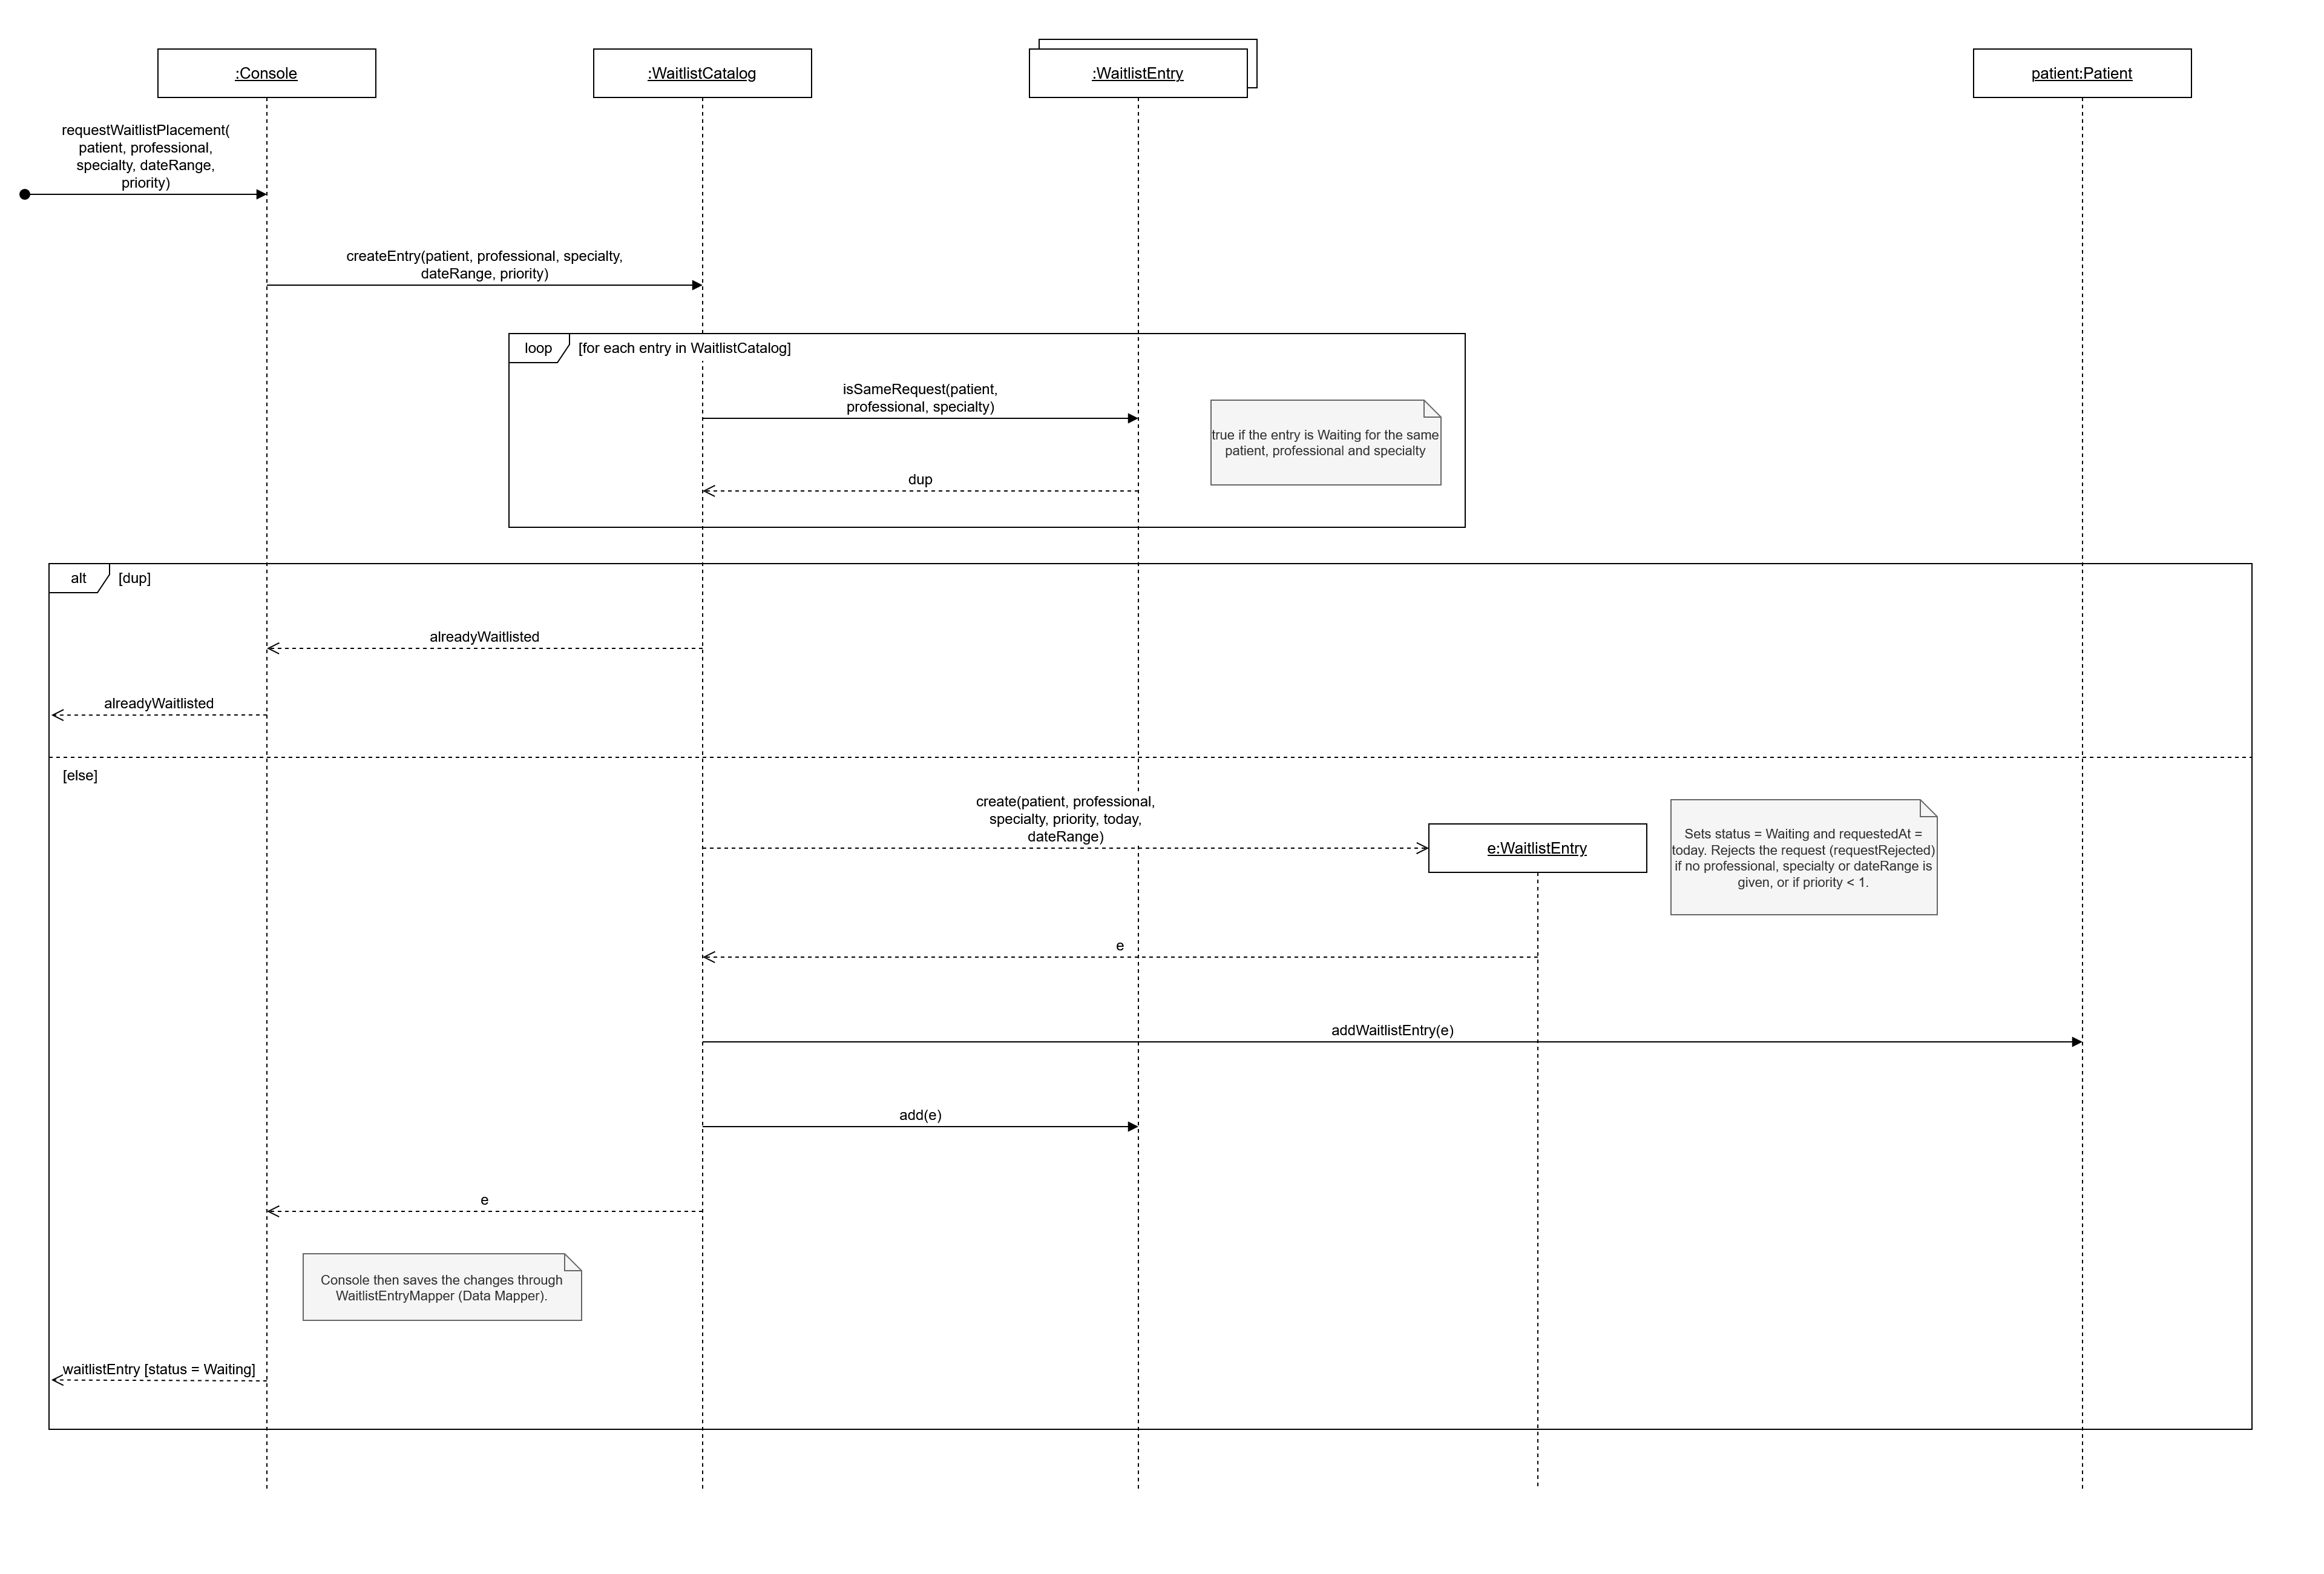 :Console
:WaitlistCatalog
:WaitlistEntry
patient:Patient
requestWaitlistPlacement(
patient, professional,
specialty, dateRange,
priority)
createEntry(patient, professional, specialty,
dateRange, priority)
loop
[for each entry in WaitlistCatalog]
isSameRequest(patient,
professional, specialty)
true if the entry is Waiting for the same
patient, professional and specialty
dup
alt
[dup]
alreadyWaitlisted
alreadyWaitlisted
[else]
create(patient, professional,
specialty, priority, today,
dateRange)
e:WaitlistEntry
Sets status = Waiting and requestedAt =
today. Rejects the request (requestRejected)
if no professional, specialty or dateRange is
given, or if priority < 1.
e
addWaitlistEntry(e)
add(e)
e
Console then saves the changes through
WaitlistEntryMapper (Data Mapper).
waitlistEntry [status = Waiting]